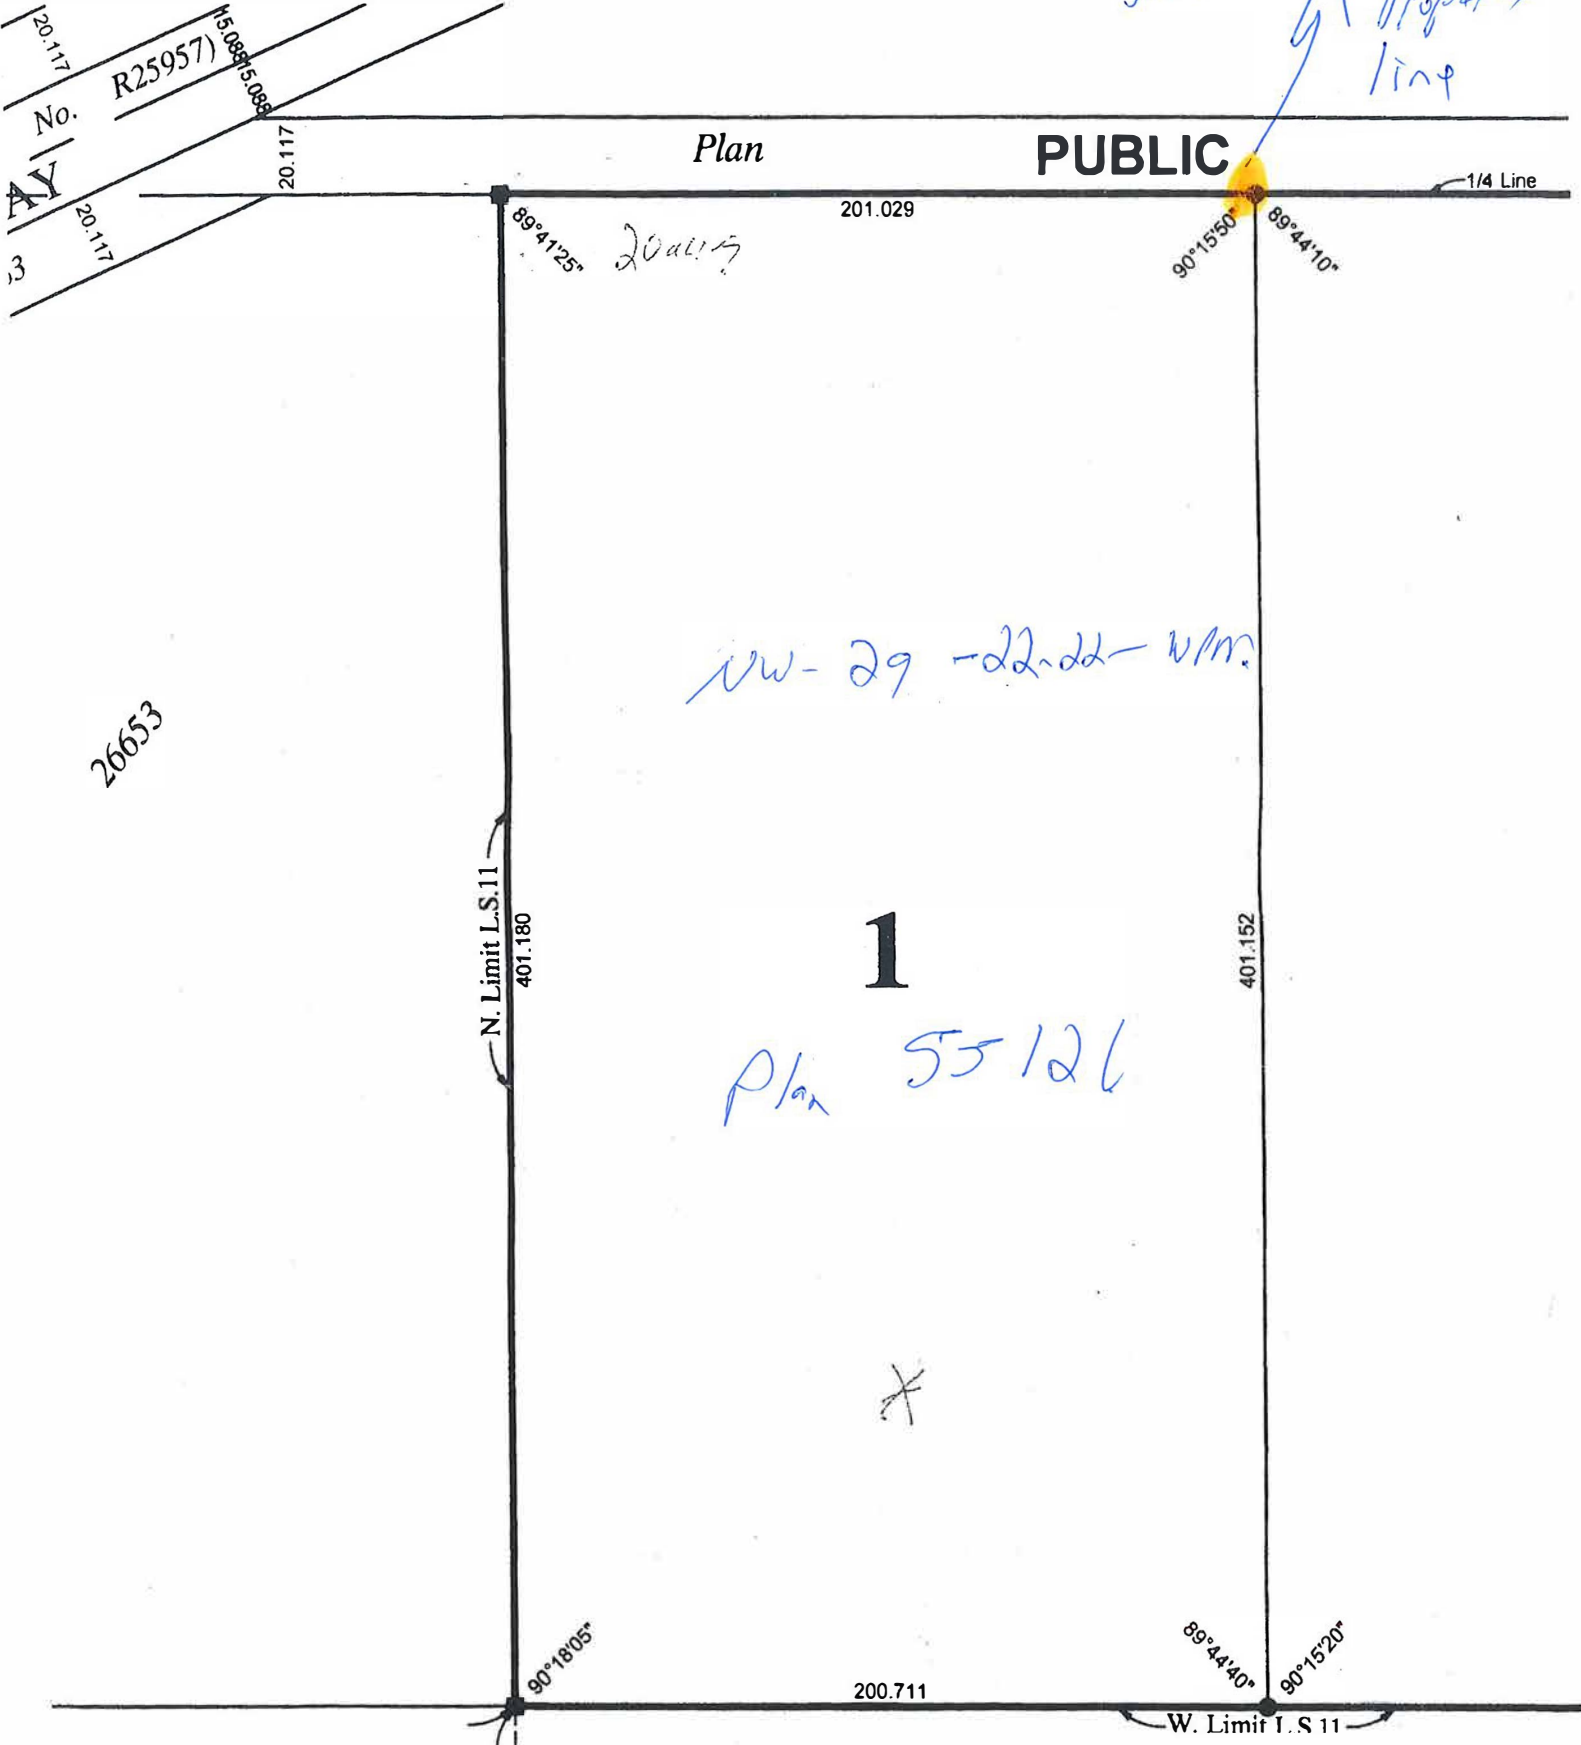 line
20.117
15.088
15.088
No. R25957)
AY
20.117
20.117
Plan
PUBLIC
1/4 Line
201.029
89°41'25"
90°15'50"
89°44'10"
NW- 29 -22-22- WPM.
26653
N. Limit L.S.11
401.180
1
401.152
Plan
90°18'05"
89°44'40"
90°15'20"
200.711
W. Limit L.S.11